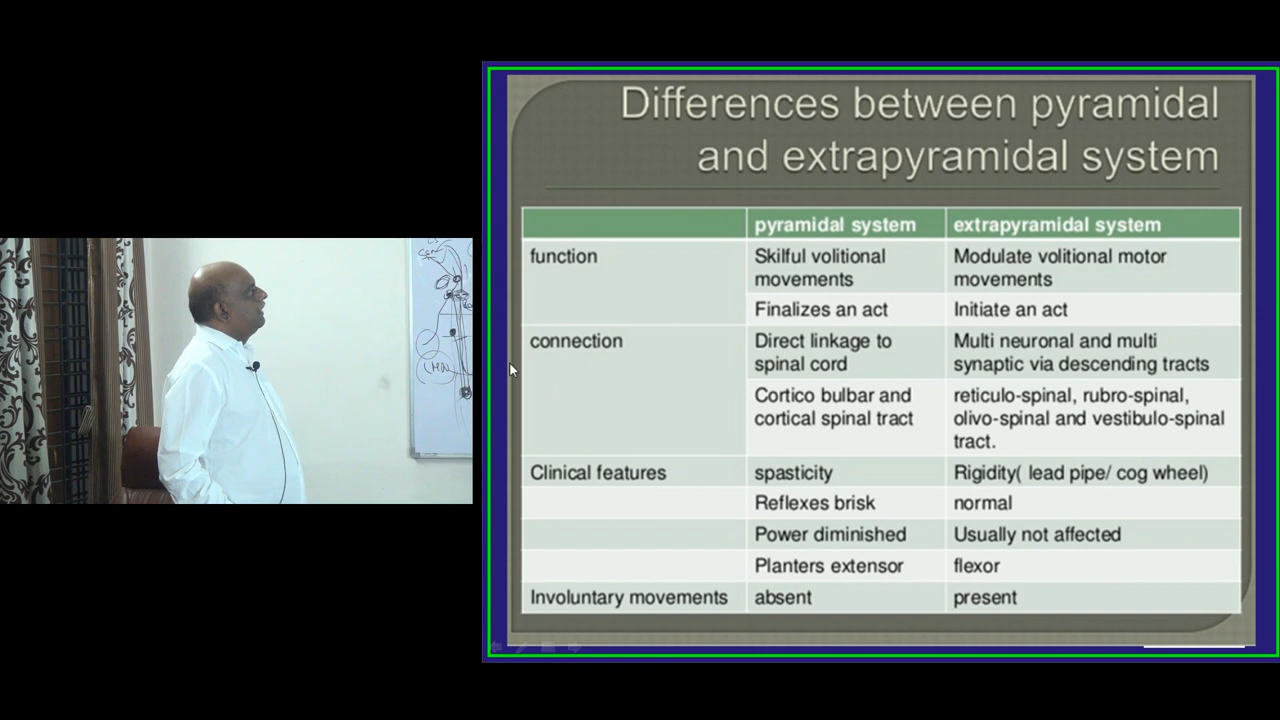 Differences between pyramidal
and extrapyramidal system
pyramidal system
extrapyramidal system
function
Skilful volitional
movements
Modulate volitional motor
movements
Finalizes an act
Initiate an act
connection
Direct linkage to
spinal cord
Multi neuronal and multi
synaptic via descending tracts
Cortico bulbar and
cortical spinal tract
reticulo-spinal, rubro-spinal,
olivo-spinal and vestibulo-spinal
tract.
Clinical features
spasticity
Rigidity( lead pipe/ cog wheel)
Reflexes brisk
normal
Power diminished
Usually not affected
Planters extensor
flexor
Involuntary movements
absent
present